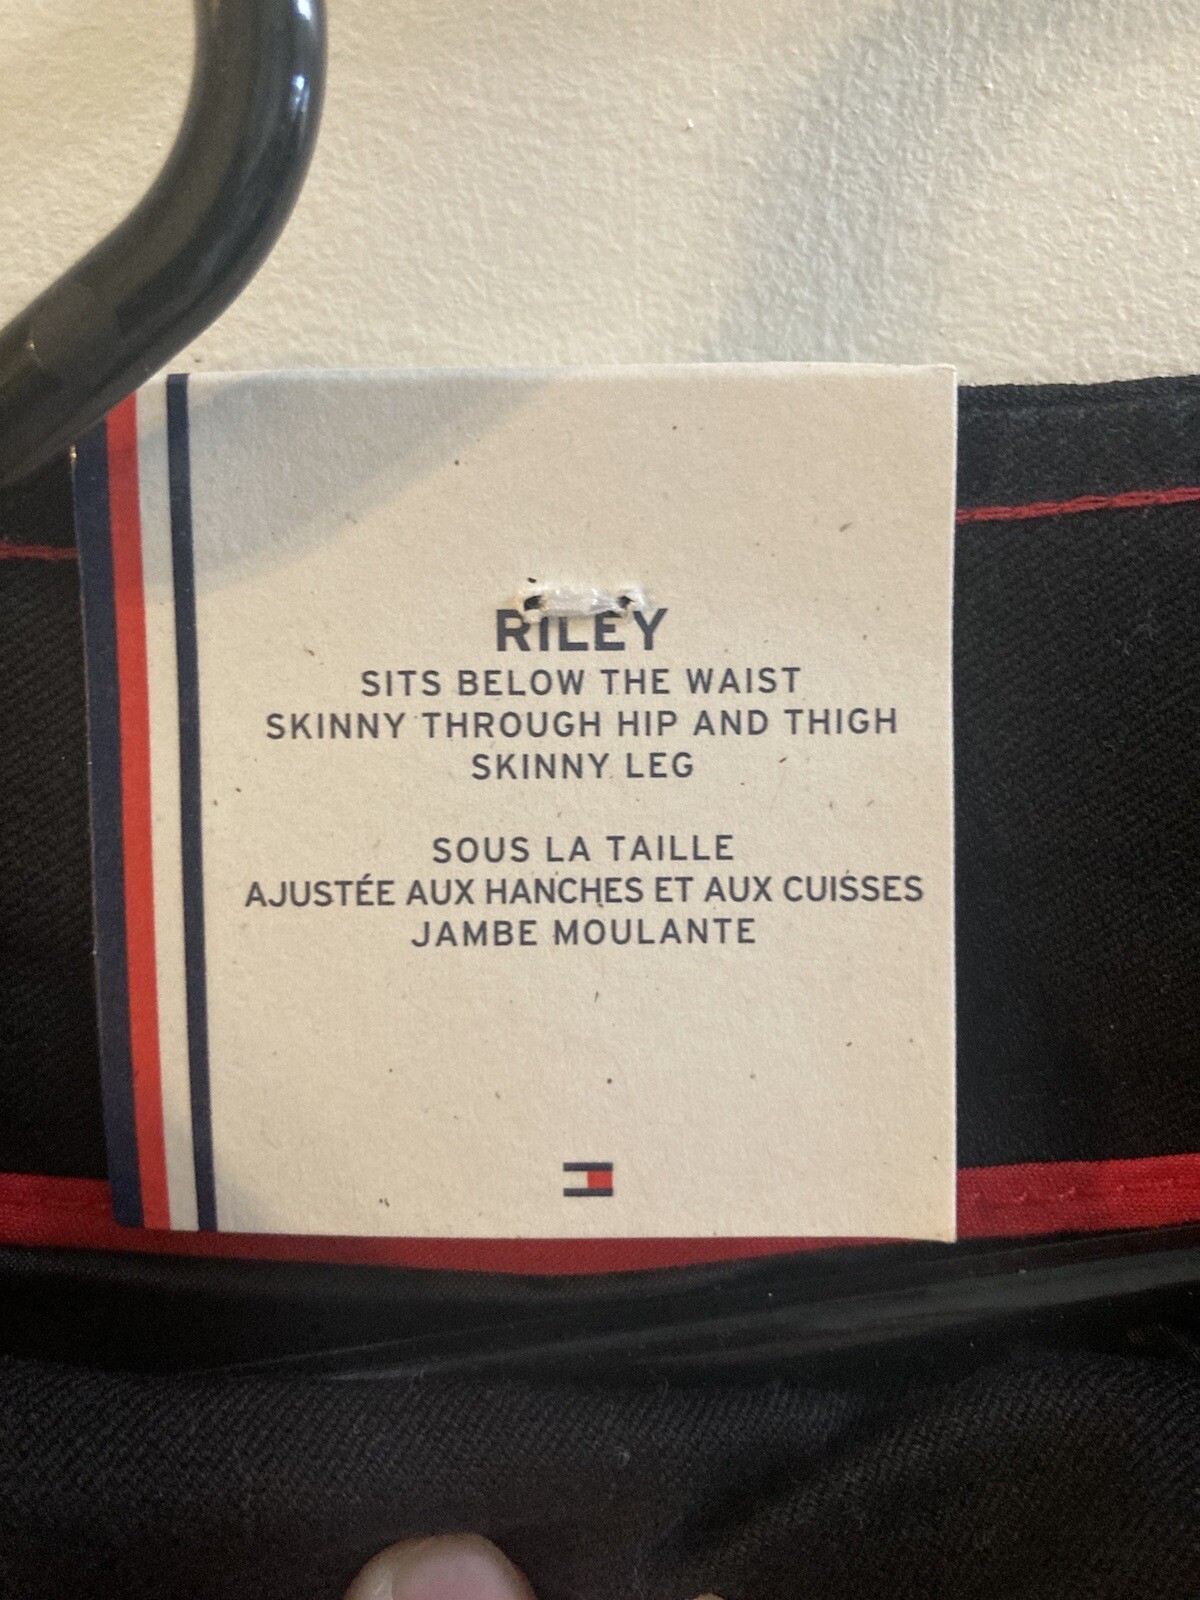 RILEY
SITS BELOW THE WAIST
SKINNY THROUGH HIP AND THIGH
SKINNY LEG
SOUS LA TAILLE
AJUSTÉE AUX HANCHES ET AUX CUISSES
JAMBE MOULANTE